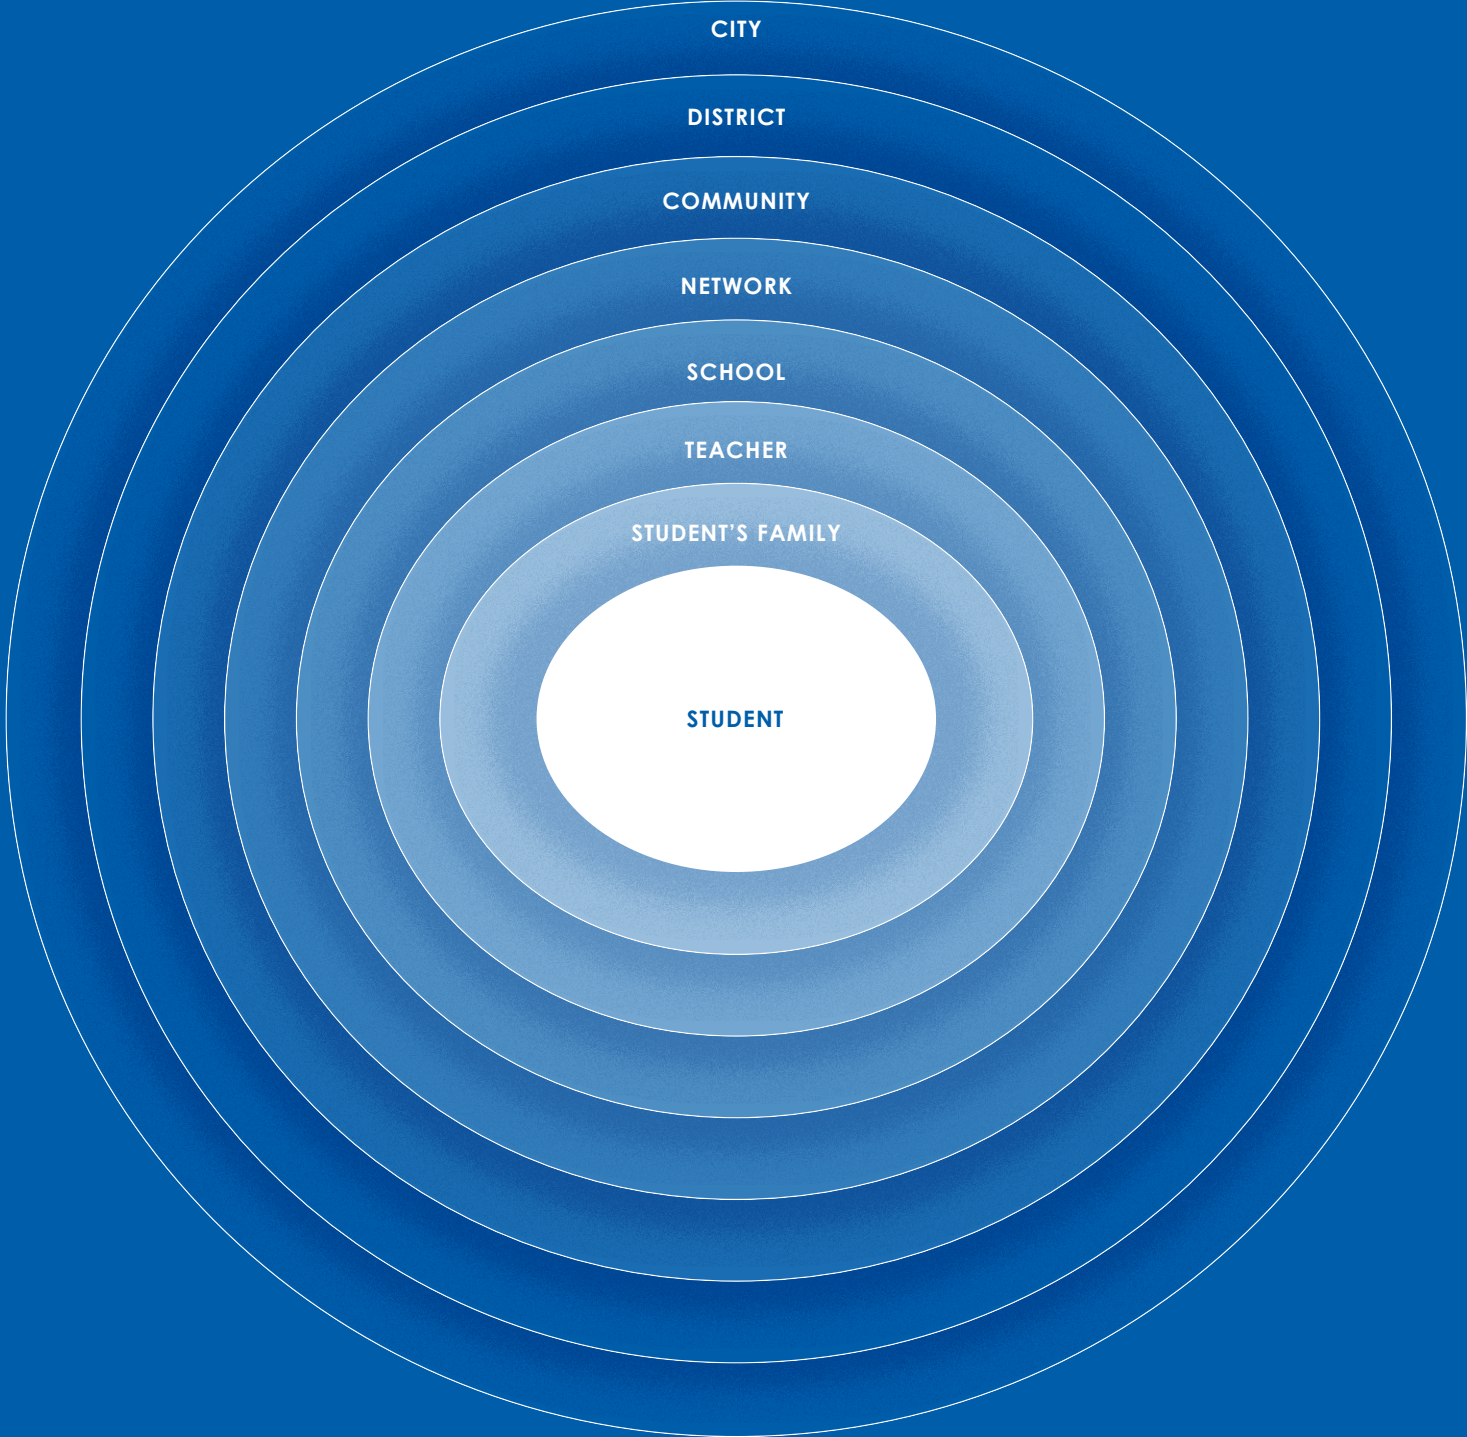 CITY
DISTRICT
COMMUNITY
NETWORK
SCHOOL
TEACHER
STUDENT’S FAMILY
STUDENT